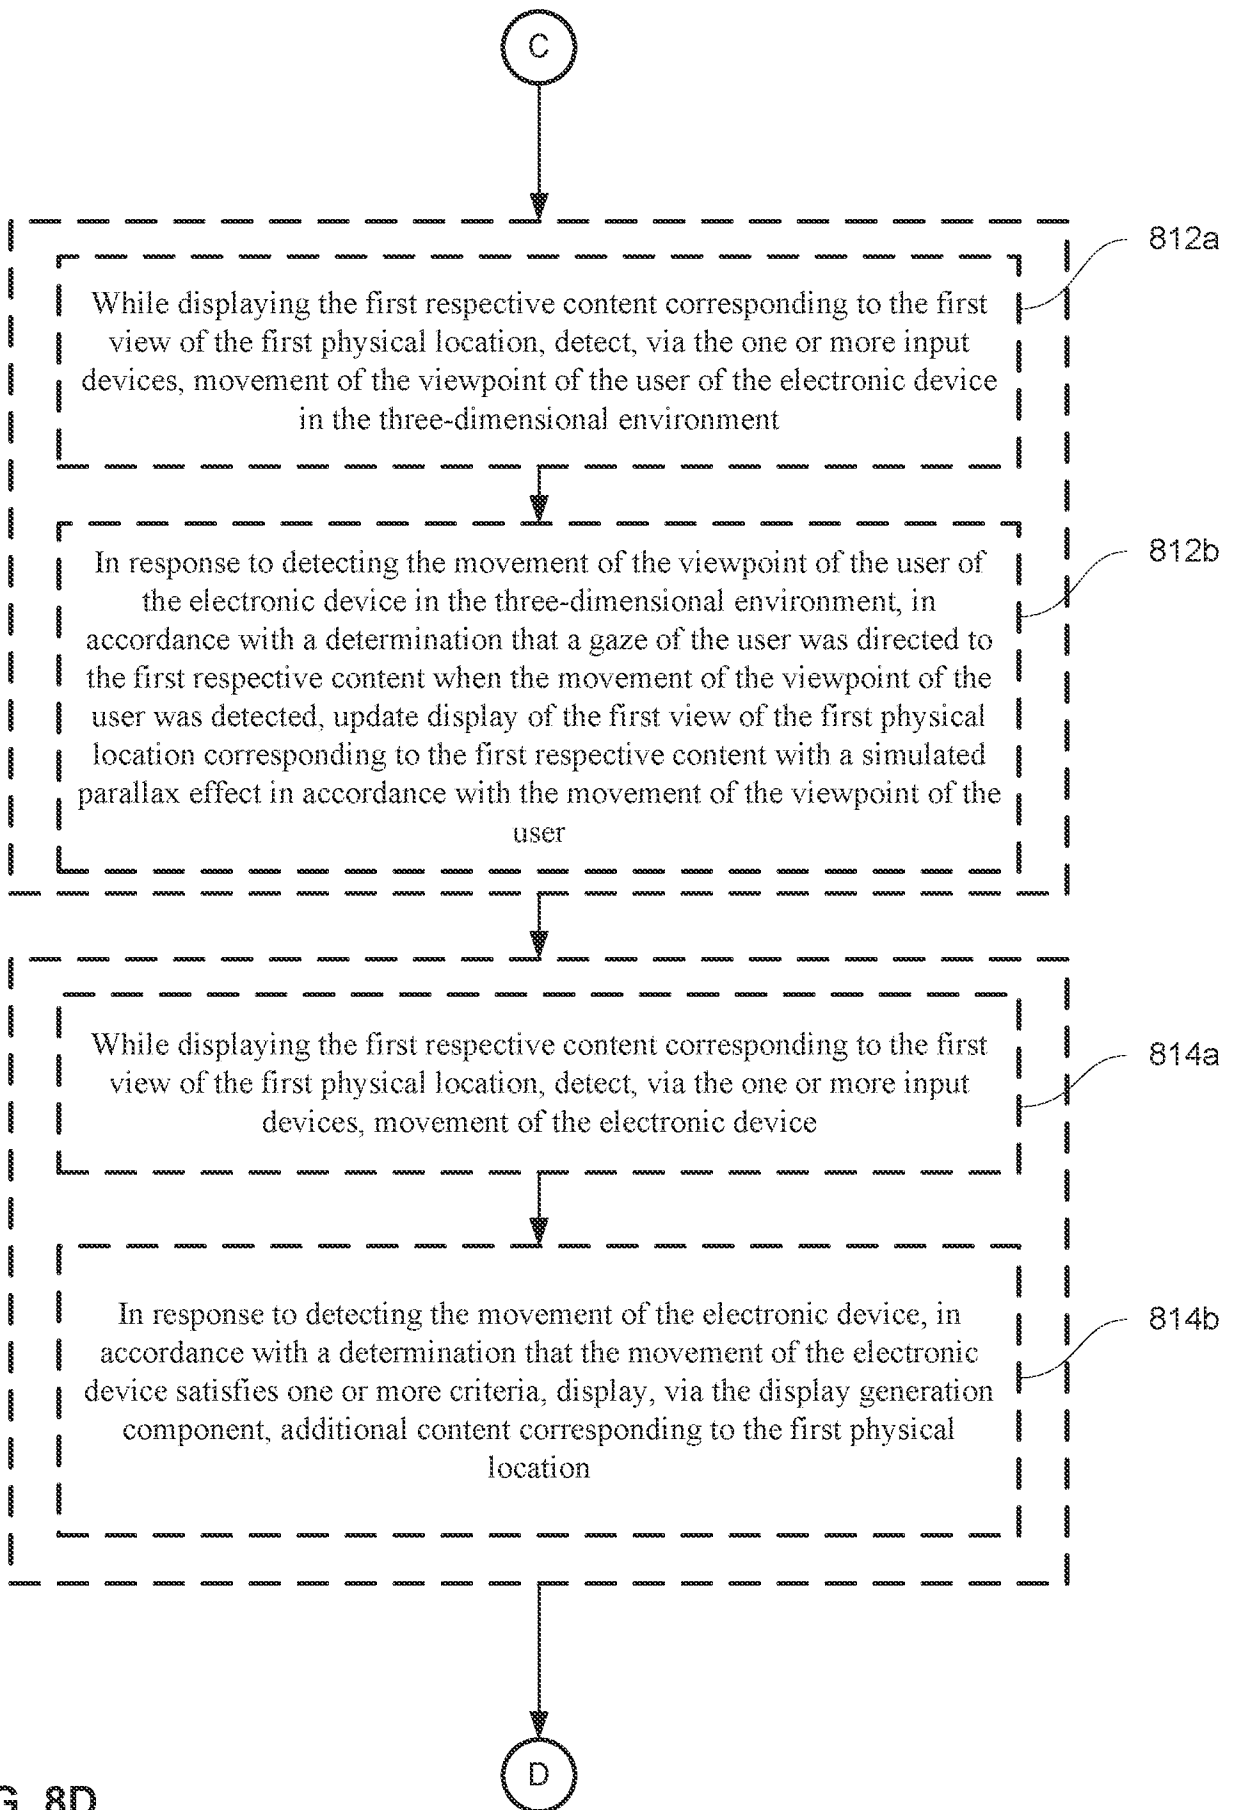 C
812a
While displaying the first respective content corresponding to the first
view of the first physical location, detect, via the one or more input
devices, movement of the viewpoint of the user of the electronic device
in the three-dimensional environment
812b
In response to detecting the movement of the viewpoint of the user of
the electronic device in the three-dimensional environment, in
accordance with a determination that a gaze of the user was directed to
the first respective content when the movement of the viewpoint of the
user was detected, update display of the first view of the first physical
location corresponding to the first respective content with a simulated
parallax effect in accordance with the movement of the viewpoint of the
user
814a
While displaying the first respective content corresponding to the first
view of the first physical location, detect, via the one or more input
devices, movement of the electronic device
814b
In response to detecting the movement of the electronic device, in
accordance with a determination that the movement of the electronic
device satisfies one or more criteria, display, via the display generation
component, additional content corresponding to the first physical
location
D
G. 8D